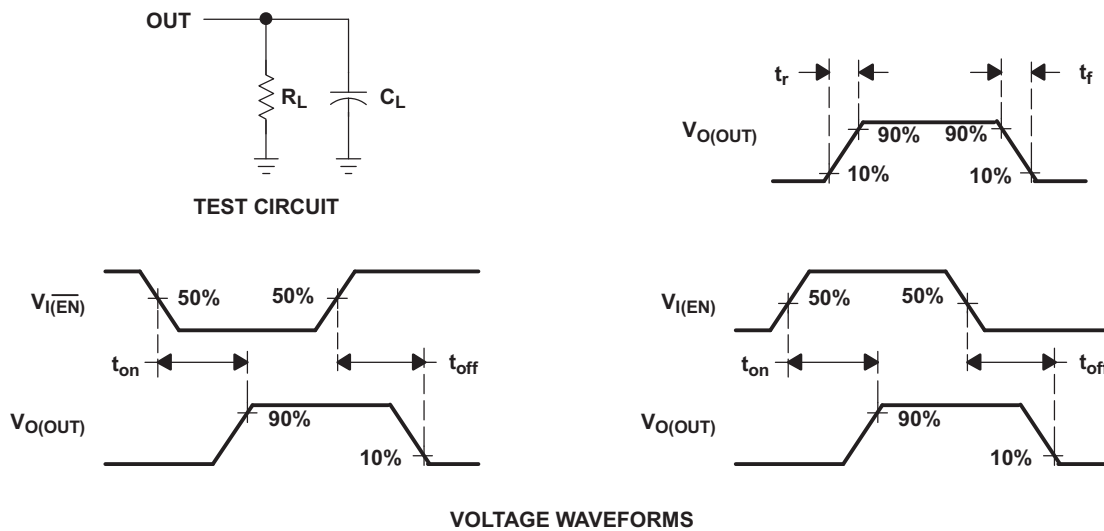 OUT
R_L
C_L
TEST CIRCUIT
t_r
t_f
V_O(OUT)
90%
90%
10%
10%
V_I(E̅N̅)
50%
50%
t_on
t_off
V_O(OUT)
90%
10%
V_I(EN)
50%
50%
t_on
t_off
V_O(OUT)
90%
10%
VOLTAGE WAVEFORMS